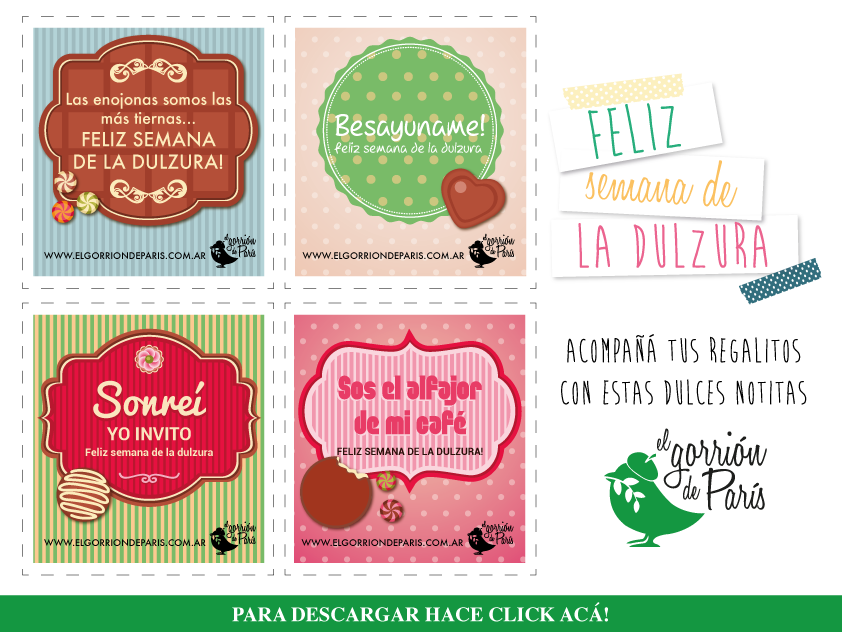 Las enojonas somos las
más tiernas...
FELIZ SEMANA
DE LA DULZURA!
WWW.ELGORRIONDEPARIS.COM.AR
el gorrión
de París
Besayuname!
feliz semana de la dulzura
WWW.ELGORRIONDEPARIS.COM.AR
el gorrión
de París
FELIZ
semana de
LA DULZURA
Sonreí
YO INVITO
Feliz semana de la dulzura
WWW.ELGORRIONDEPARIS.COM.AR
el gorrión
de París
Sos el alfajor
de mi café
FELIZ SEMANA DE LA DULZURA!
WWW.ELGORRIONDEPARIS.COM.AR
el gorrión
de París
ACOMPAÑÁ TUS REGALITOS
CON ESTAS DULCES NOTITAS
el gorrión
de París
PARA DESCARGAR HACE CLICK ACÁ!